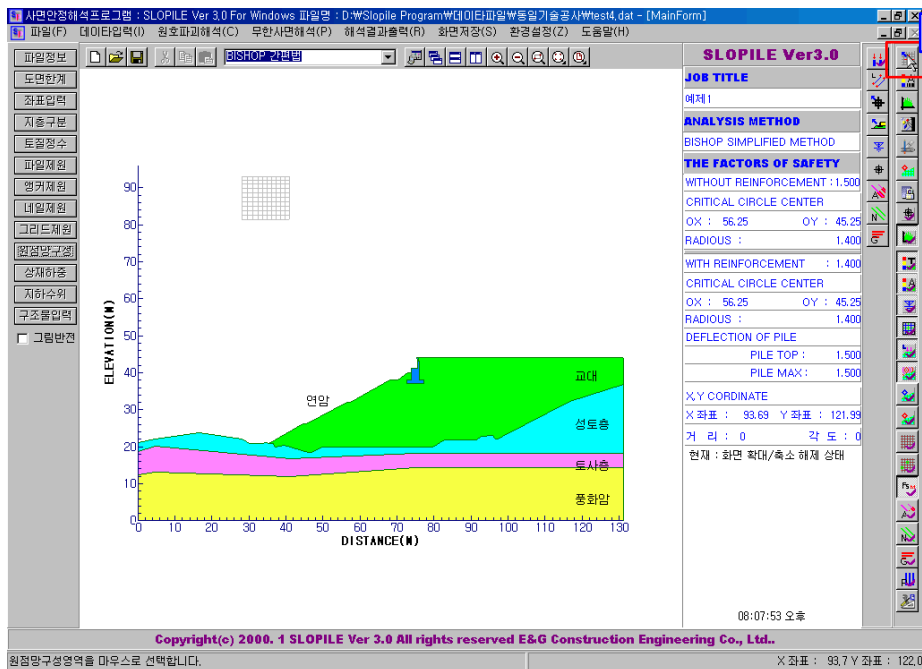 사면안정해석프로그램 : SLOPILE Ver 3,0 For Windows 파일명 : D:₩Slopile Program₩데이타파일₩동일기술공사₩test4,dat - [MainForm]
파일(F) 데이타입력(I) 원호파괴해석(C) 무한사면해석(P) 해석결과출력(R) 화면저장(S) 환경설정(Z) 도움말(H)
BISHOP 간편법
파일정보
도면한계
좌표입력
지층구분
토질정수
파일제원
앵커제원
네일제원
그리드제원
원점망구성
상재하중
지하수위
구조물입력
그림반전
ELEVATION(M)
90
80
70
60
50
40
30
20
10
0
0 10 20 30 40 50 60 70 80 90 100 110 120 130
DISTANCE(M)
연암
교대
성토층
토사층
풍화암
SLOPILE Ver3.0
JOB TITLE
예제1
ANALYSIS METHOD
BISHOP SIMPLIFIED METHOD
THE FACTORS OF SAFETY
WITHOUT REINFORCEMENT : 1.500
CRITICAL CIRCLE CENTER
OX : 56.25 OY : 45.25
RADIOUS : 1.400
WITH REINFORCEMENT : 1.400
CRITICAL CIRCLE CENTER
OX : 56.25 OY : 45.25
RADIOUS : 1.400
DEFLECTION OF PILE
PILE TOP : 1.500
PILE MAX : 1.500
X,Y CORDINATE
X 좌표 : 93.69 Y 좌표 : 121.99
거 리 : 0 각 도 : 0
현재 : 화면 확대/축소 해제 상태
08:07:53 오후
Copyright(c) 2000. 1 SLOPILE Ver 3.0 All rights reserved E&G Construction Engineering Co., Ltd..
원점망구성영역을 마우스로 선택합니다.
X 좌표 : 93,7 Y 좌표 : 122,0